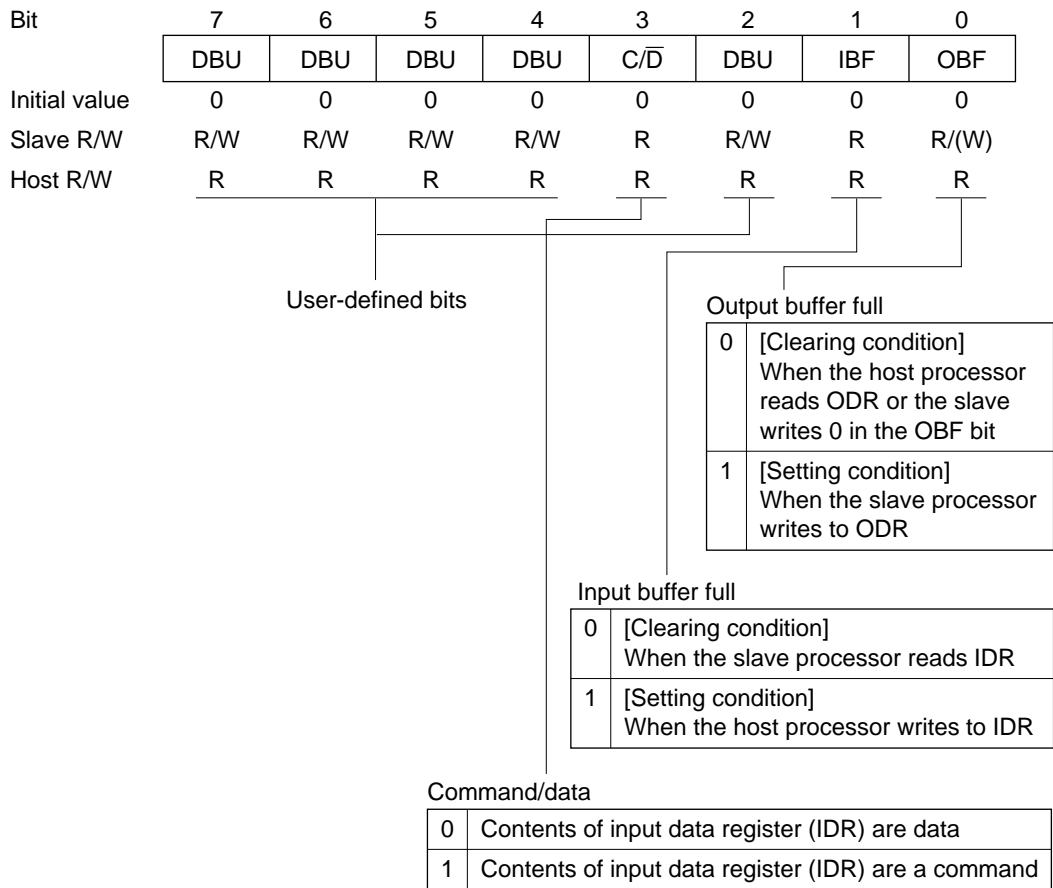 Bit 7 6 5 4 3 2 1 0
DBU DBU DBU DBU C/D̅ DBU IBF OBF
Initial value 0 0 0 0 0 0 0 0
Slave R/W R/W R/W R/W R/W R R/W R R/(W)
Host R/W R R R R R R R R
User-defined bits
Output buffer full
0 [Clearing condition]
When the host processor
reads ODR or the slave
writes 0 in the OBF bit
1 [Setting condition]
When the slave processor
writes to ODR
Input buffer full
0 [Clearing condition]
When the slave processor reads IDR
1 [Setting condition]
When the host processor writes to IDR
Command/data
0 Contents of input data register (IDR) are data
1 Contents of input data register (IDR) are a command